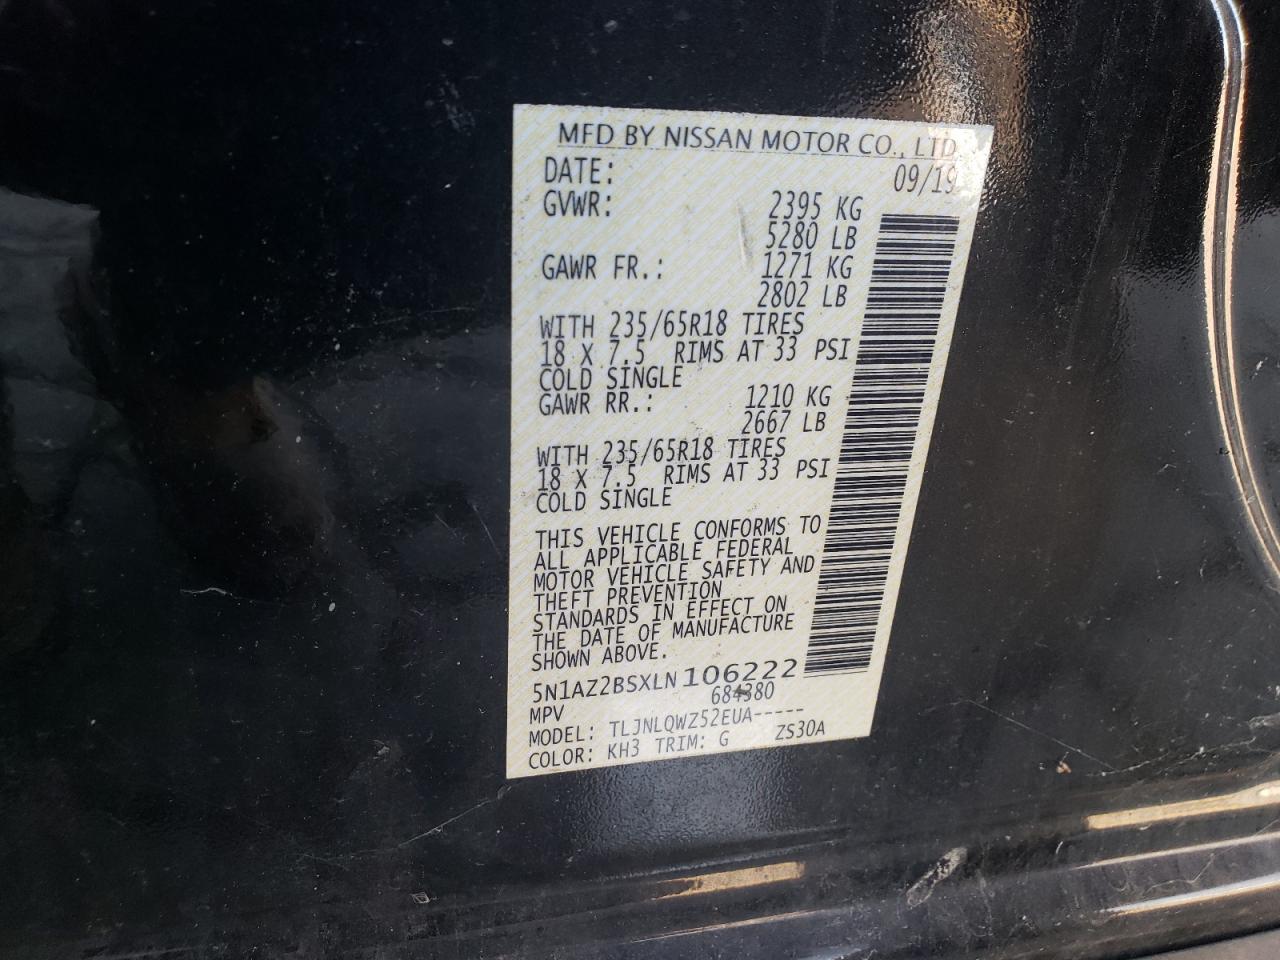 MFD BY NISSAN MOTOR CO., LTD
DATE: 09/19
GVWR: 2395 KG
5280 LB
GAWR FR.: 1271 KG
2802 LB
WITH 235/65R18 TIRES
18 X 7.5 RIMS AT 33 PSI
COLD SINGLE
GAWR RR.: 1210 KG
2667 LB
WITH 235/65R18 TIRES
18 X 7.5 RIMS AT 33 PSI
COLD SINGLE
THIS VEHICLE CONFORMS TO
ALL APPLICABLE FEDERAL
MOTOR VEHICLE SAFETY AND
THEFT PREVENTION
STANDARDS IN EFFECT ON
THE DATE OF MANUFACTURE
SHOWN ABOVE.
5N1AZ2BSXLN106222
MPV 684380
MODEL: TLJNLQWZ52EUA-----
COLOR: KH3 TRIM: G ZS30A